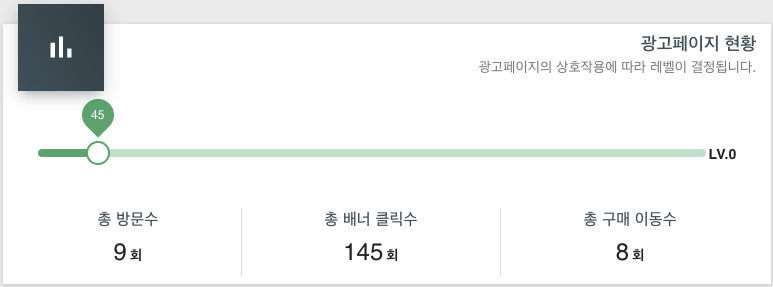 광고페이지 현황
광고페이지의 상호작용에 따라 레벨이 결정됩니다.
45
LV.0
총 방문수
9 회
총 배너 클릭수
145 회
총 구매 이동수
8 회